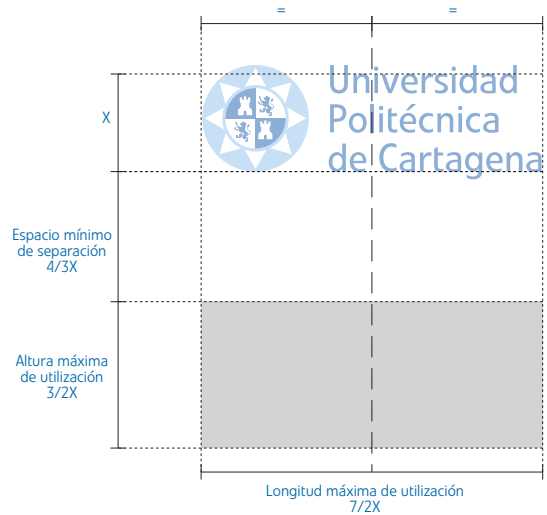 = =
Universidad
X Politécnica
de Cartagena
Espacio mínimo
de separación
4/3X
Altura máxima
de utilización
3/2X
Longitud máxima de utilización
7/2X